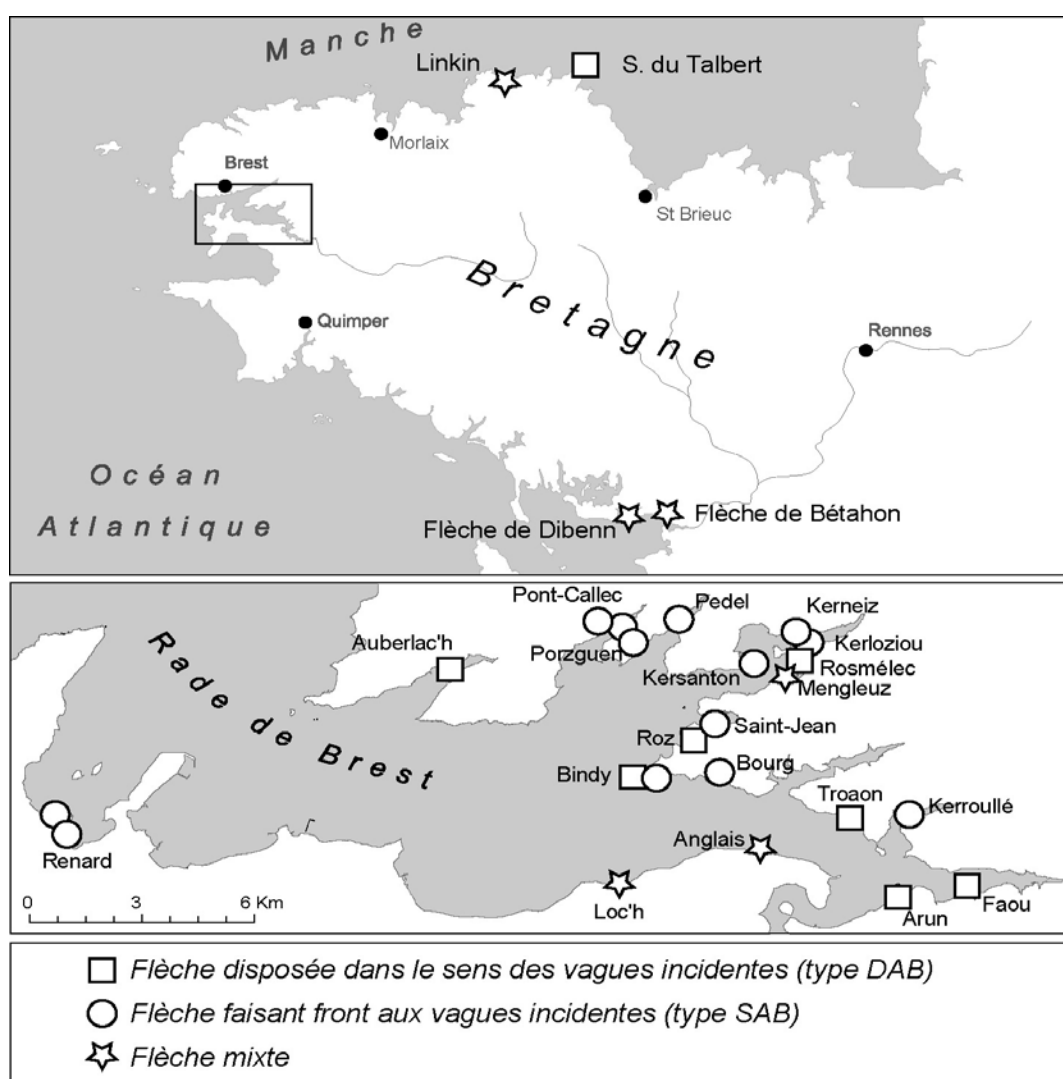 Manche
Linkin
S. du Talbert
Morlaix
Brest
St Brieuc
Bretagne
Quimper
Rennes
Océan
Atlantique
Flèche de Dibenn
Flèche de Bétahon
Rade de Brest
Pont-Callec
Pedel
Kerneiz
Auberlac'h
Porzguen
Kerloziou
Kersanton
Rosmélec
Mengleuz
Saint-Jean
Roz
Bindy
Bourg
Troaon
Kerroullé
Renard
Anglais
Loc'h
Arun
Faou
0 3 6 Km
Flèche disposée dans le sens des vagues incidentes (type DAB)
Flèche faisant front aux vagues incidentes (type SAB)
Flèche mixte